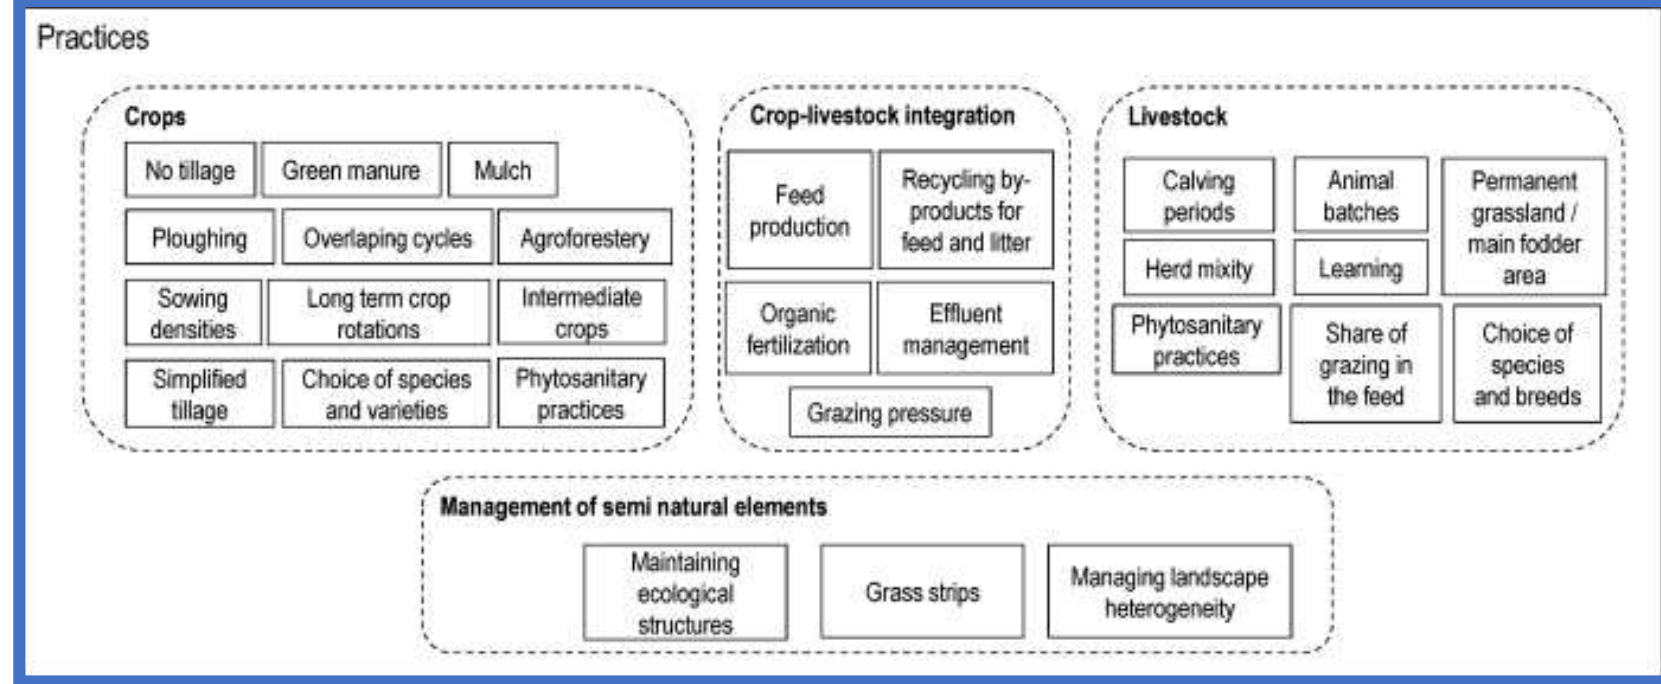 Practices
Crops
No tillage
Green manure
Mulch
Ploughing
Overlaping cycles
Agroforestery
Sowing
densities
Long term crop
rotations
Intermediate
crops
Simplified
tillage
Choice of species
and varieties
Phytosanitary
practices
Crop-livestock integration
Feed
production
Recycling by-
products for
feed and litter
Organic
fertilization
Effluent
management
Grazing pressure
Livestock
Calving
periods
Animal
batches
Permanent
grassland /
main fodder
area
Herd mixity
Learning
Phytosanitary
practices
Share of
grazing in
the feed
Choice of
species
and breeds
Management of semi natural elements
Maintaining
ecological
structures
Grass strips
Managing landscape
heterogeneity